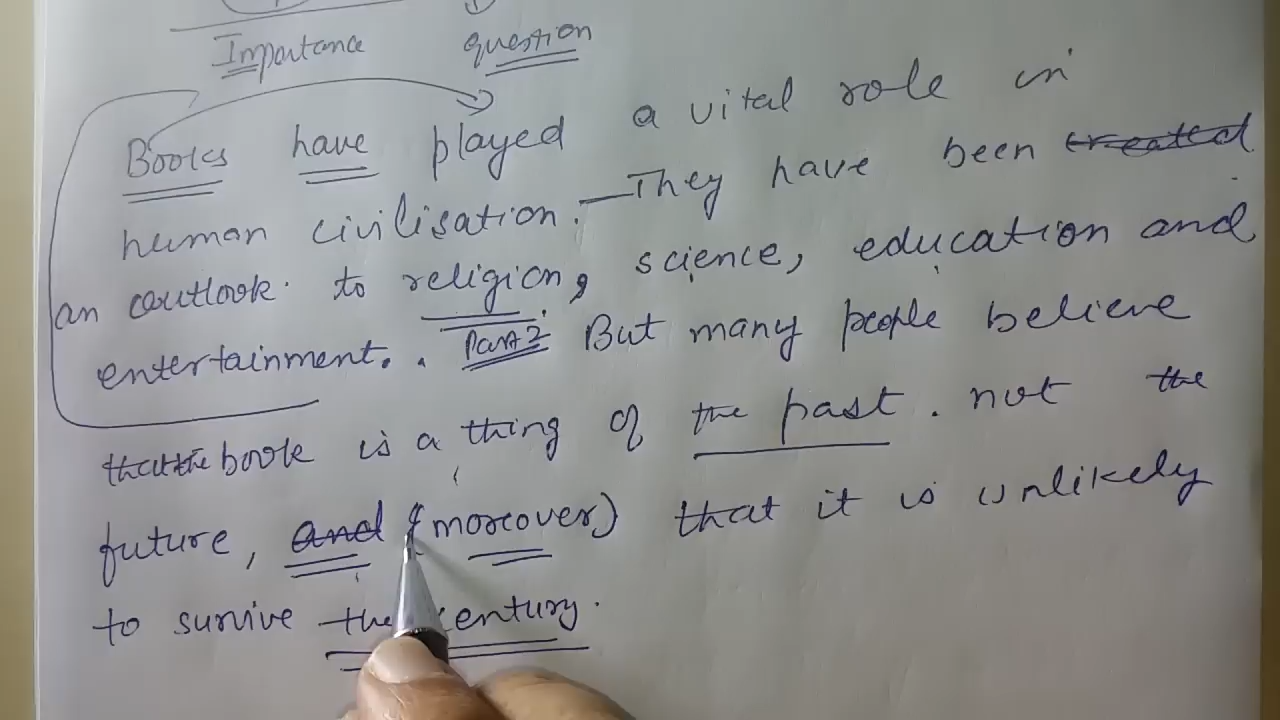 Importance question
Books have played a vital role in
human civilisation. They have been created
an outlook to religion, science, education and
entertainment. Part 2 But many people believe
that the book is a thing of the past. not the
future, and (moreover) that it is unlikely
to survive the century.